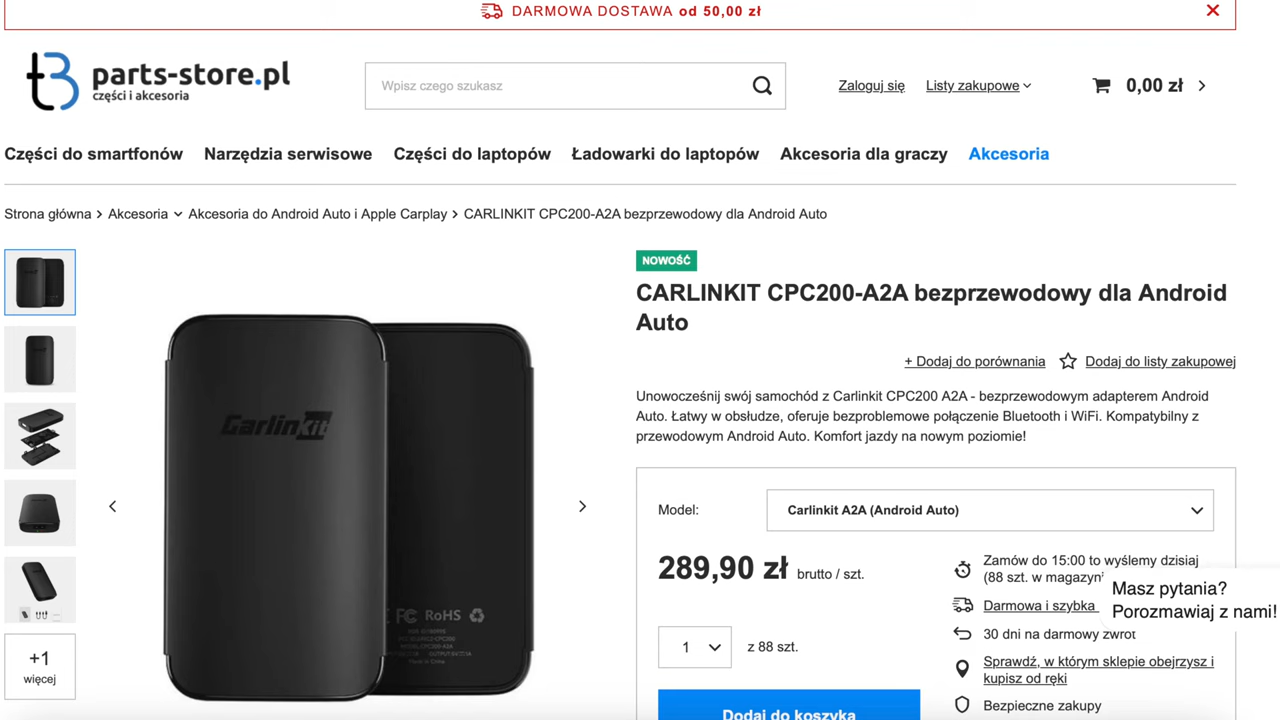 DARMOWA DOSTAWA od 50,00 zł
parts-store.pl
części i akcesoria
Wpisz czego szukasz
Zaloguj się
Listy zakupowe
0,00 zł
Części do smartfonów
Narzędzia serwisowe
Części do laptopów
Ładowarki do laptopów
Akcesoria dla graczy
Akcesoria
Strona główna > Akcesoria Akcesoria do Android Auto i Apple Carplay > CARLINKIT CPC200-A2A bezprzewodowy dla Android Auto
NOWOŚĆ
CARLINKIT CPC200-A2A bezprzewodowy dla Android
Auto
+ Dodaj do porównania
Dodaj do listy zakupowej
Unowocześnij swój samochód z Carlinkit CPC200 A2A - bezprzewodowym adapterem Android
Auto. Łatwy w obsłudze, oferuje bezproblemowe połączenie Bluetooth i WiFi. Kompatybilny z
przewodowym Android Auto. Komfort jazdy na nowym poziomie!
Carlinkit
FC RoHS
Made in China
+1
więcej
Model:
Carlinkit A2A (Android Auto)
289,90 zł brutto / szt.
1
z 88 szt.
Dodaj do koszyka
Zamów do 15:00 to wyślemy dzisiaj
(88 szt. w magazyni
Darmowa i szybka
30 dni na darmowy zwrot
Sprawdź, w którym sklepie obejrzysz i
kupisz od ręki
Bezpieczne zakupy
Masz pytania?
Porozmawiaj z nami!